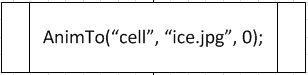 AnimTo(“cell”, “ice.jpg”, 0);